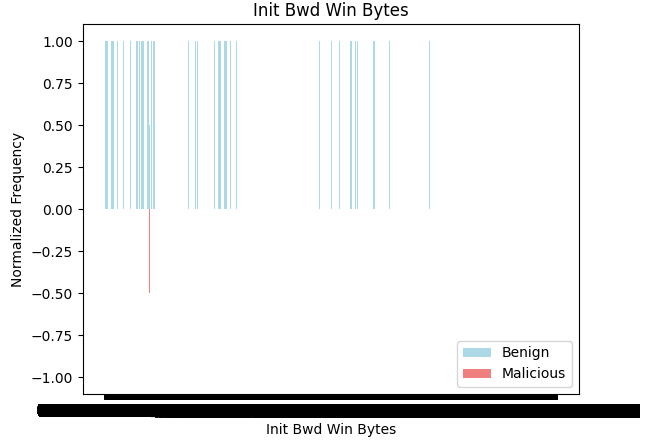 Init Bwd Win Bytes
1.00
0.75
0.50
0.25
0.00
−0.25
−0.50
−0.75
−1.00
Normalized Frequency
Benign
Malicious
Init Bwd Win Bytes